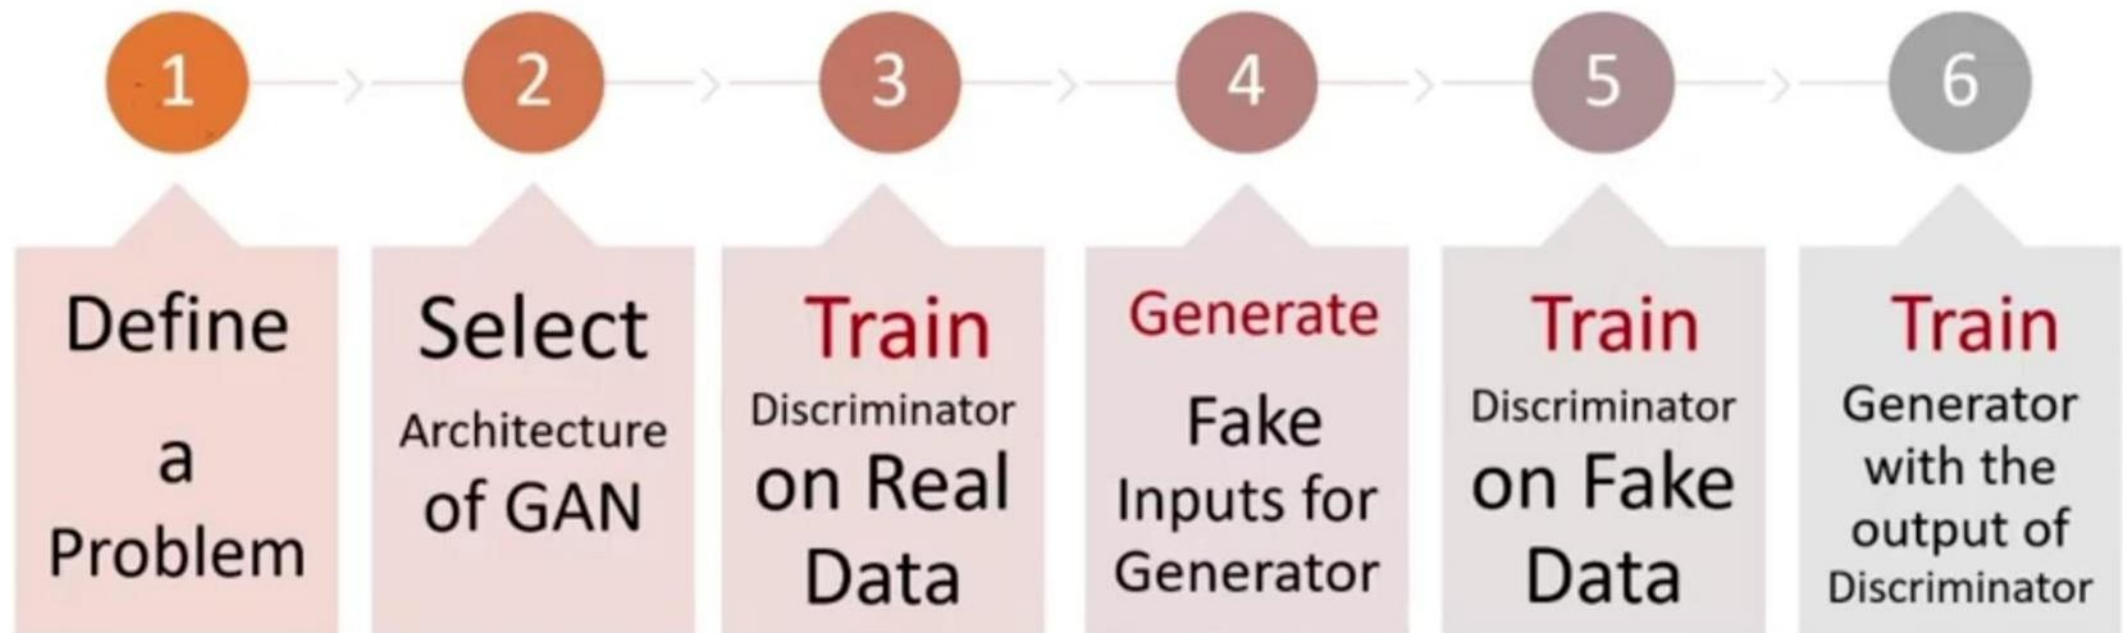 1
2
3
4
5
6
Define
a
Problem
Select
Architecture
of GAN
Train
Discriminator
on Real
Data
Generate
Fake
Inputs for
Generator
Train
Discriminator
on Fake
Data
Train
Generator
with the
output of
Discriminator